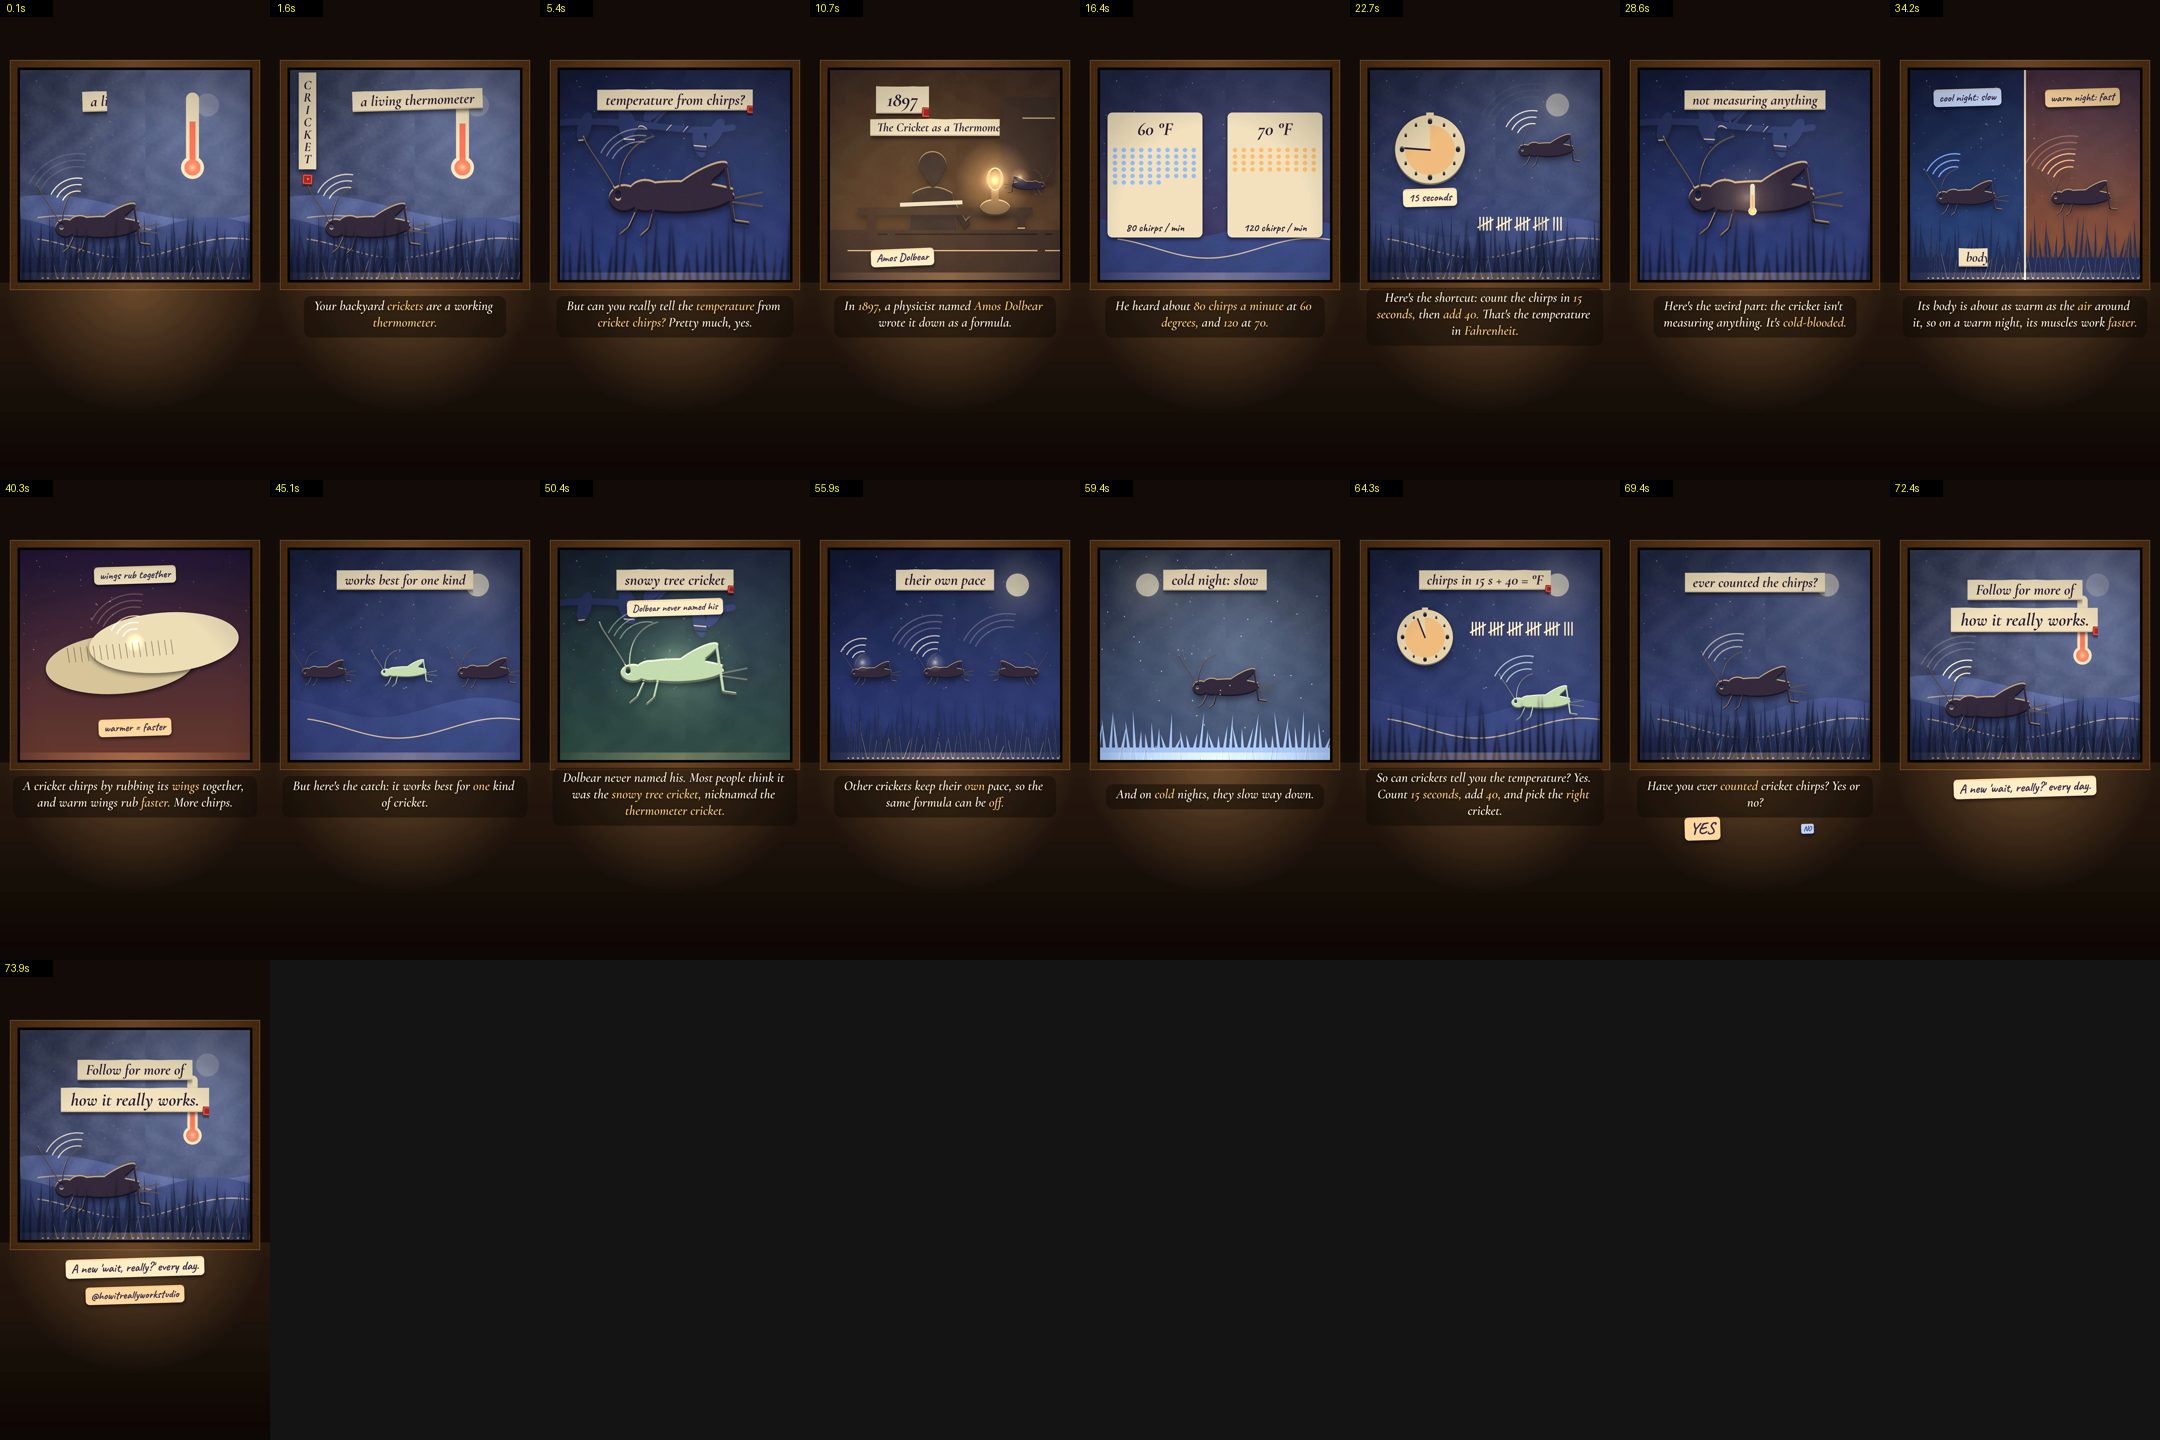 0.1s
a li
1.6s
CRICKET
a living thermometer
Your backyard crickets are a working
thermometer.
5.4s
temperature from chirps?
But can you really tell the temperature from
cricket chirps? Pretty much, yes.
10.7s
1897
The Cricket as a Thermome
Amos Dolbear
In 1897, a physicist named Amos Dolbear
wrote it down as a formula.
16.4s
60 °F
80 chirps / min
70 °F
120 chirps / min
He heard about 80 chirps a minute at 60
degrees, and 120 at 70.
22.7s
15 seconds
Here's the shortcut: count the chirps in 15
seconds, then add 40. That's the temperature
in Fahrenheit.
28.6s
not measuring anything
Here's the weird part: the cricket isn't
measuring anything. It's cold-blooded.
34.2s
cool night: slow
warm night: fast
body
Its body is about as warm as the air around
it, so on a warm night, its muscles work faster.
40.3s
wings rub together
warmer = faster
A cricket chirps by rubbing its wings together,
and warm wings rub faster. More chirps.
45.1s
works best for one kind
But here's the catch: it works best for one kind
of cricket.
50.4s
snowy tree cricket
Dolbear never named his
Dolbear never named his. Most people think it
was the snowy tree cricket, nicknamed the
thermometer cricket.
55.9s
their own pace
Other crickets keep their own pace, so the
same formula can be off.
59.4s
cold night: slow
And on cold nights, they slow way down.
64.3s
chirps in 15 s + 40 = °F
So can crickets tell you the temperature? Yes.
Count 15 seconds, add 40, and pick the right
cricket.
69.4s
ever counted the chirps?
Have you ever counted cricket chirps? Yes or
no?
YES
NO
72.4s
Follow for more of
how it really works.
A new 'wait, really?' every day.
73.9s
Follow for more of
how it really works.
A new 'wait, really?' every day.
@howitreallyworkstudio